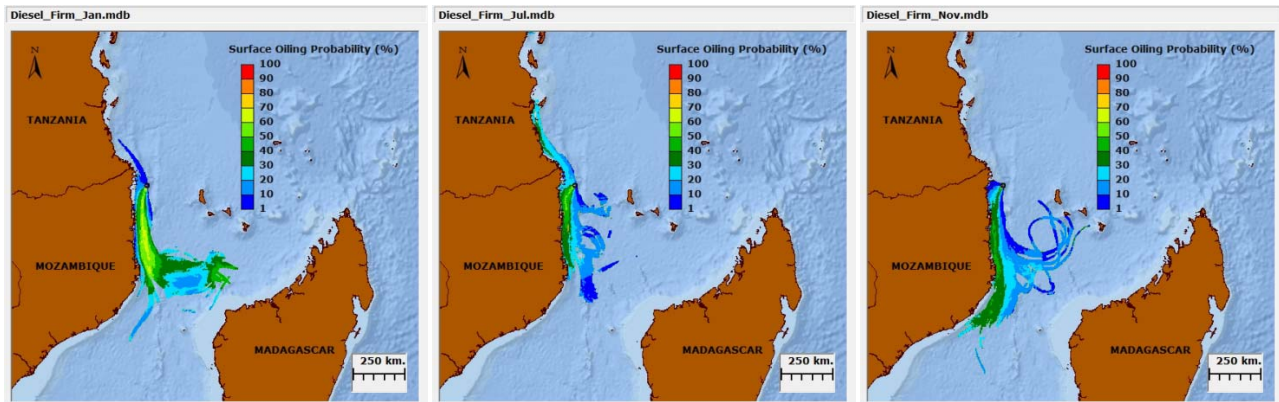 Diesel_Firm_Jan.mdb
N
Surface Oiling Probability (%)
100
90
80
70
60
50
40
30
20
10
1
TANZANIA
MOZAMBIQUE
MADAGASCAR
250 km.
Diesel_Firm_Jul.mdb
N
Surface Oiling Probability (%)
100
90
80
70
60
50
40
30
20
10
1
TANZANIA
MOZAMBIQUE
MADAGASCAR
250 km.
Diesel_Firm_Nov.mdb
N
Surface Oiling Probability (%)
100
90
80
70
60
50
40
30
20
10
1
TANZANIA
MOZAMBIQUE
MADAGASCAR
250 km.